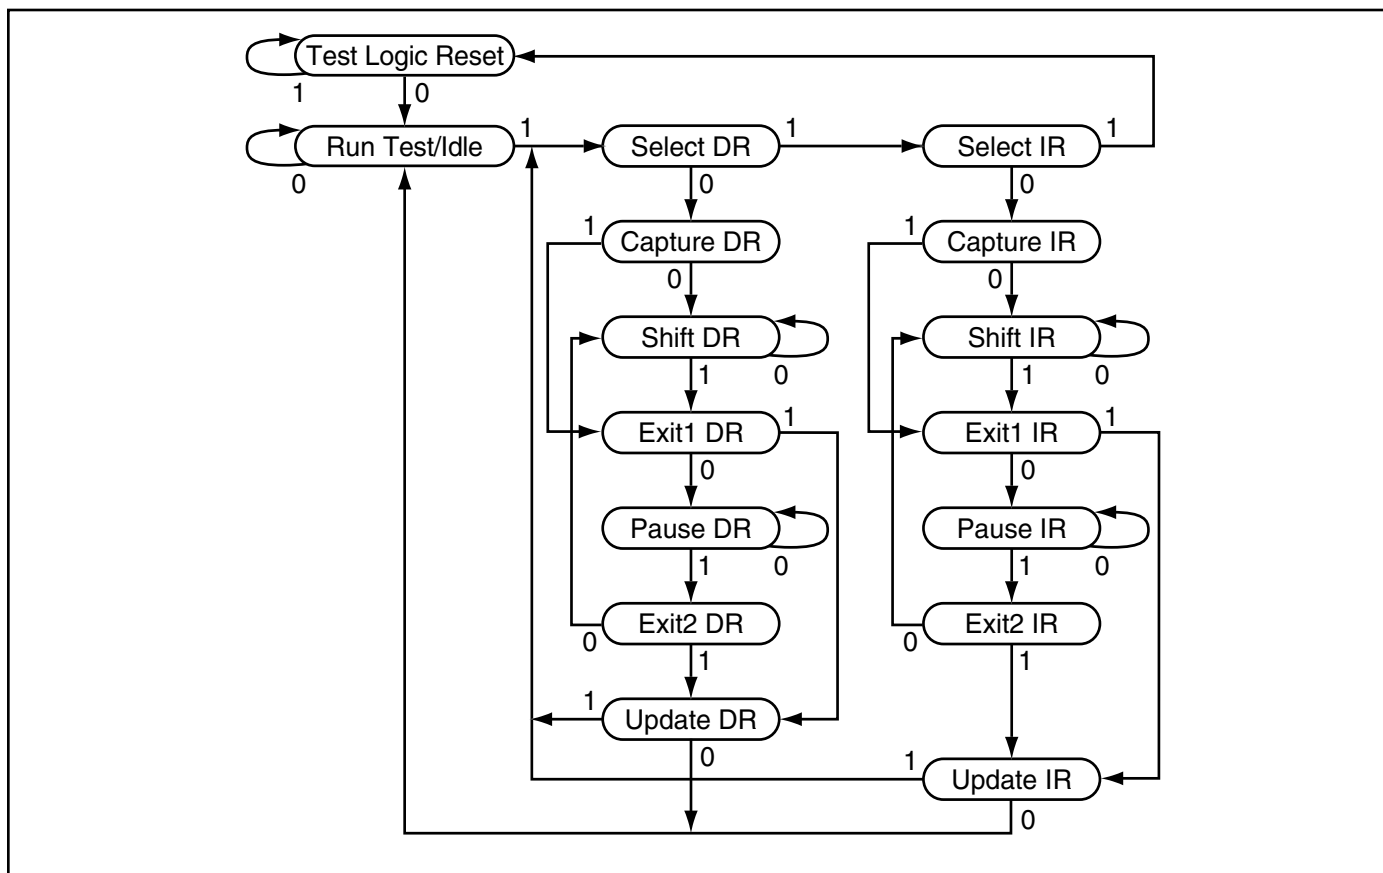 Test Logic Reset
1
0
Run Test/Idle
1
Select DR
1
Select IR
1
0
0
0
1
Capture DR
1
Capture IR
0
0
Shift DR
Shift IR
1
0
1
0
Exit1 DR
1
Exit1 IR
1
0
0
Pause DR
Pause IR
1
0
1
0
Exit2 DR
Exit2 IR
0
1
0
1
1
Update DR
0
1
Update IR
0